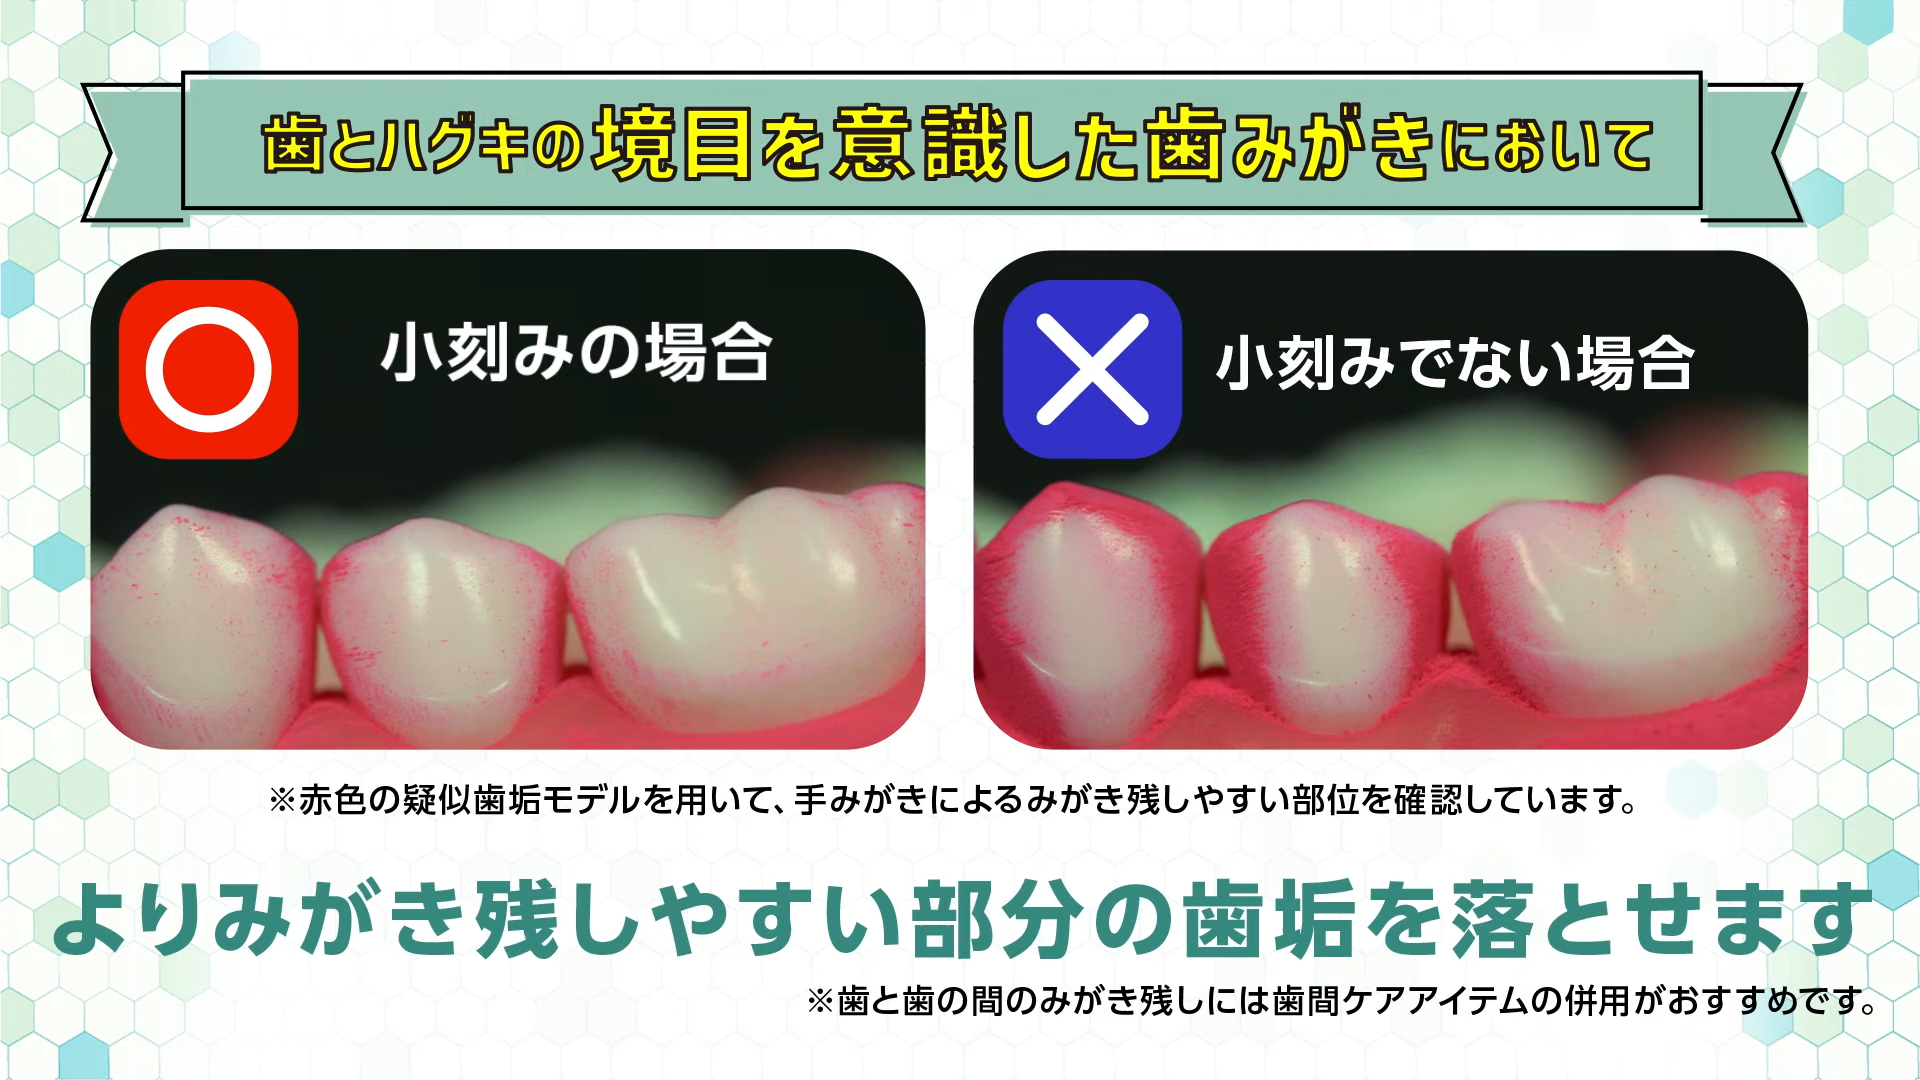 歯とハグキの境目を意識した歯みがきにおいて
小刻みの場合
小刻みでない場合
※赤色の疑似歯垢モデルを用いて、手みがきによるみがき残しやすい部位を確認しています。
よりみがき残しやすい部分の歯垢を落とせます
※歯と歯の間のみがき残しには歯間ケアアイテムの併用がおすすめです。